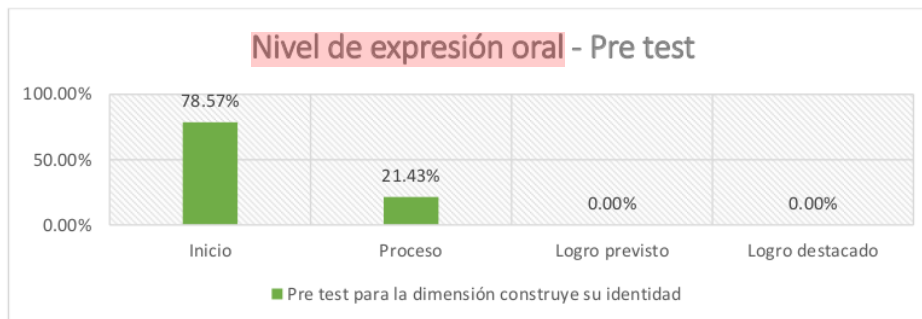 Nivel de expresión oral - Pre test
100.00%
78.57%
50.00%
21.43%
0.00%
0.00%
0.00%
Inicio
Proceso
Logro previsto
Logro destacado
Pre test para la dimensión construye su identidad